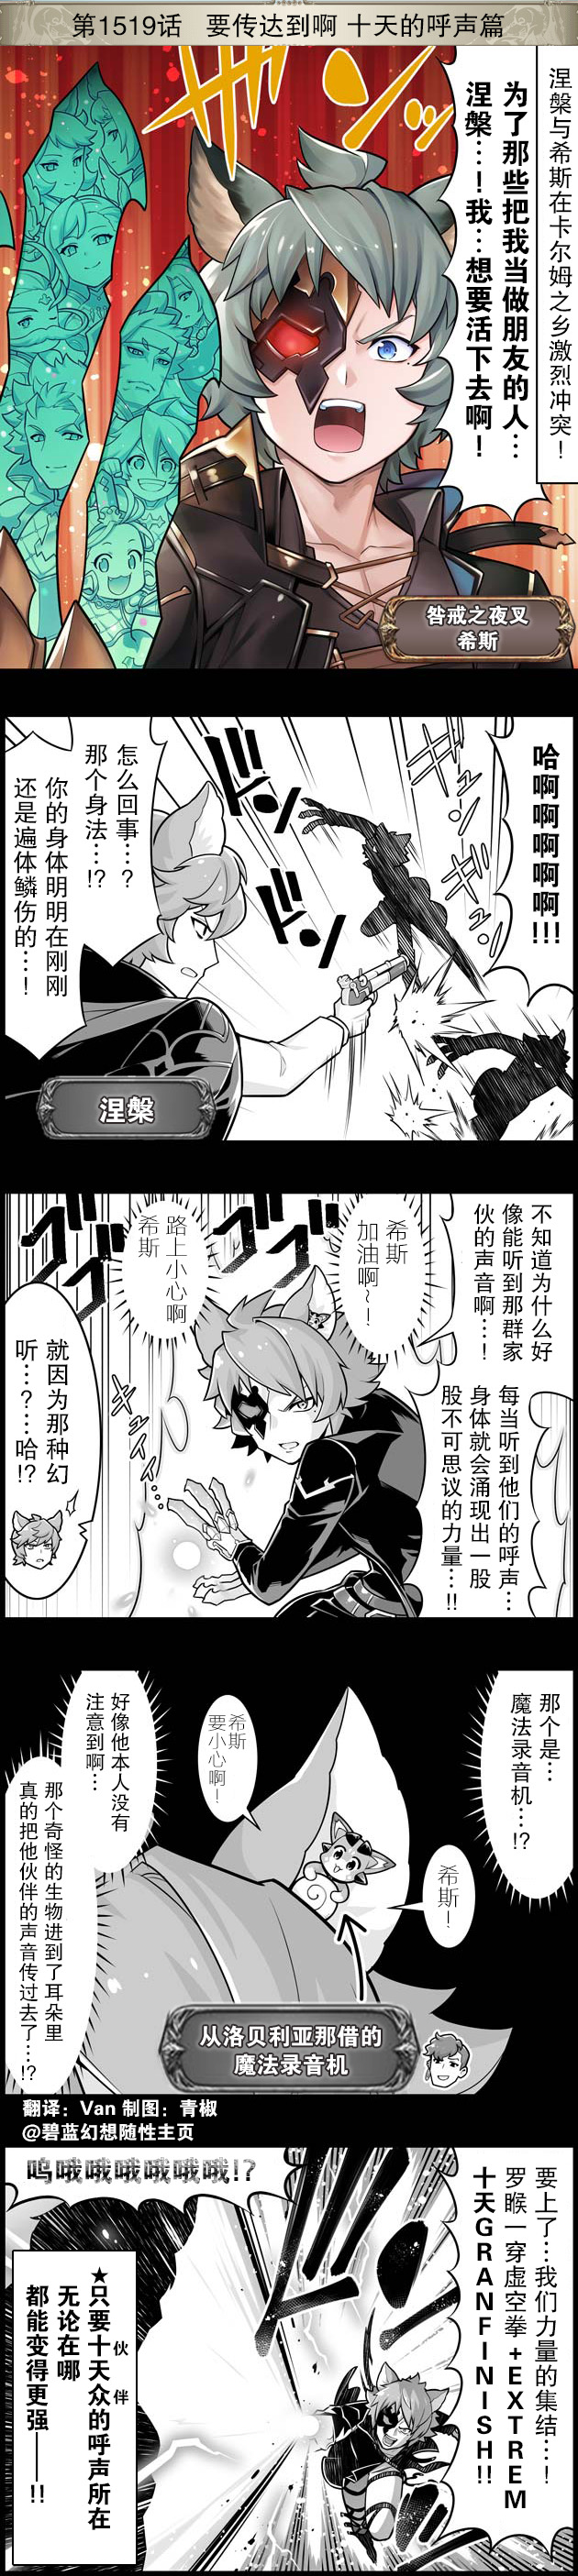 第1519话 要传达到啊 十天的呼声篇
涅槃与希斯在卡尔姆之乡激烈冲突！
为了那些把我当做朋友的人…
涅槃…！我…想要活下去啊！
ガンッ
咎戒之夜叉
希斯
哈啊啊啊啊啊!!!
ドンッ
ドンッ
怎么回事…？
那个身法…!?
你的身体明明在刚刚
还是遍体鳞伤的…！
涅槃
不知道为什么好
像能听到那群家
伙的声音啊…！
每当听到他们的呼声…
身体就会涌现出一股
股不可思议的力量…!!
希斯
加油啊~！
路上小心啊
希斯
キュイィ…
就因为那种幻
听…？…哈!?
那个是…
魔法录音机…!?
希斯！
希斯
要小心啊！
好像他本人没有
注意到啊…
那个奇怪的生物进到了耳朵里
真的把他伙伴的声音传过去了…!?
从洛贝利亚那借的
魔法录音机
翻译：Van 制图：青椒
@碧蓝幻想随性主页
要上了…我们力量的集结…！
罗睺一穿虚空拳+EXTREM
十天GRANFINISH!!
呜哦哦哦哦哦哦!?
★只要十天众的呼声所在
伙伴
无论在哪
都能变得更强——!!